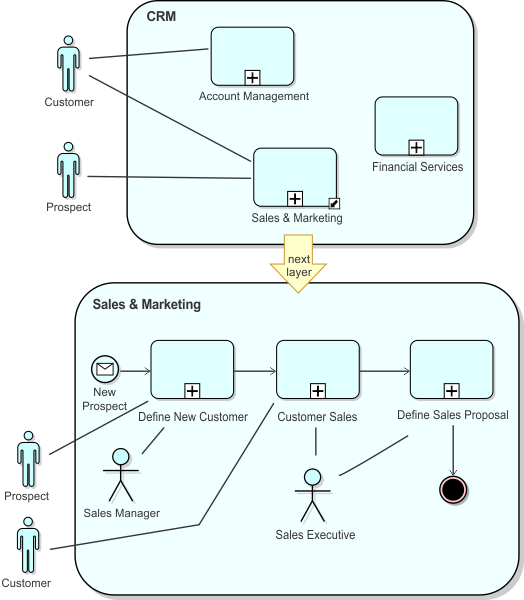 CRM
Customer
Account Management
Financial Services
Prospect
Sales & Marketing
next
layer
Sales & Marketing
New
Prospect
Define New Customer
Customer Sales
Define Sales Proposal
Prospect
Sales Manager
Sales Executive
Customer